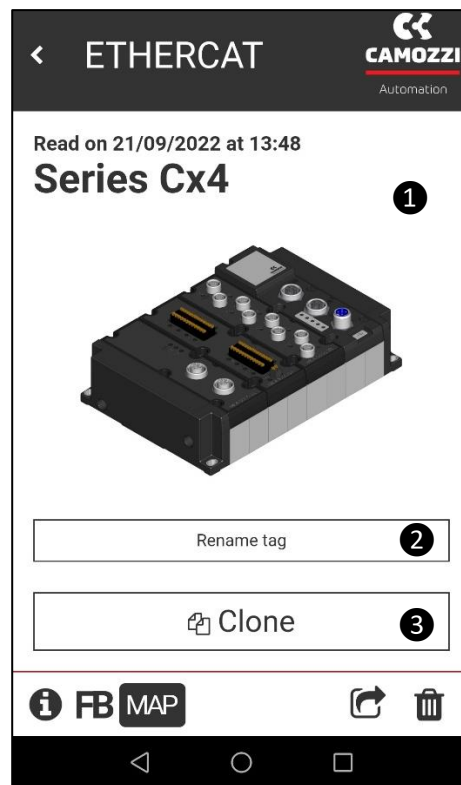 ETHERCAT
CAMOZZI
Automation
Read on 21/09/2022 at 13:48
Series Cx4
1
Rename tag
2
Clone
3
i FB MAP